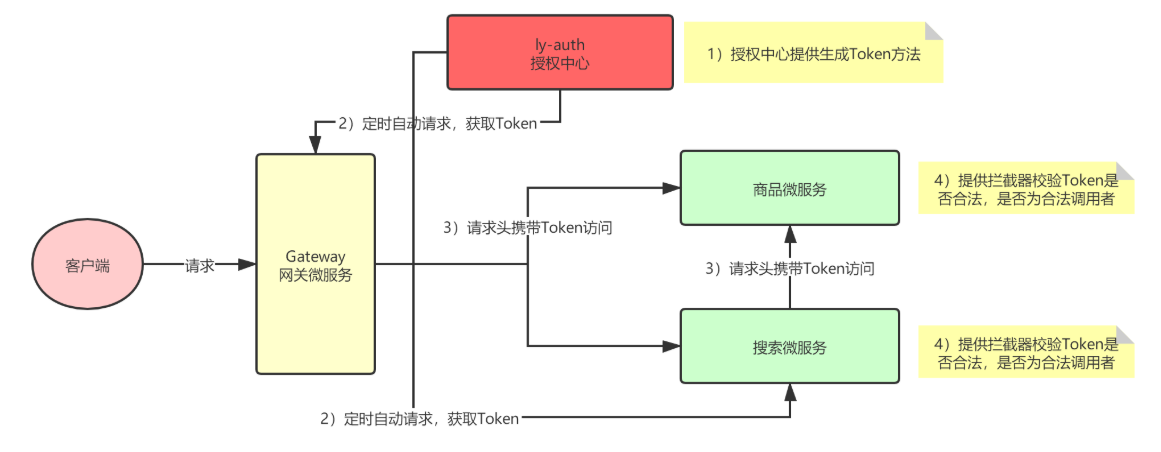 ly-auth
授权中心
1）授权中心提供生成Token方法
2）定时自动请求，获取Token
商品微服务
4）提供拦截器校验Token是
否合法，是否为合法调用者
3）请求头携带Token访问
客户端
请求
Gateway
网关微服务
3）请求头携带Token访问
搜索微服务
4）提供拦截器校验Token是
否合法，是否为合法调用者
2）定时自动请求，获取Token